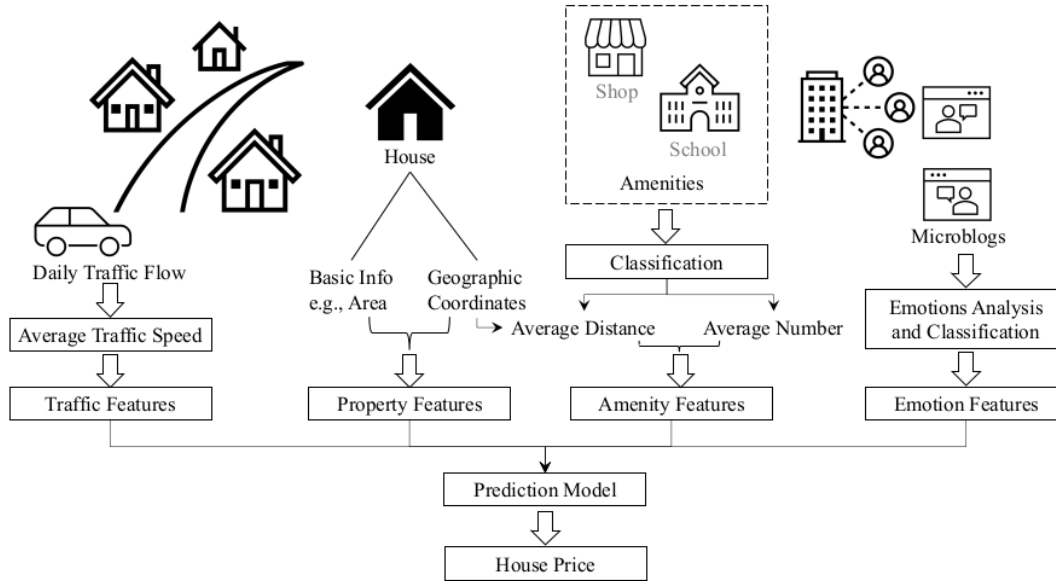 Shop
School
Amenities
House
Microblogs
Daily Traffic Flow
Basic Info
e.g., Area
Geographic
Coordinates
Classification
Average Traffic Speed
Average Distance
Average Number
Emotions Analysis
and Classification
Traffic Features
Property Features
Amenity Features
Emotion Features
Prediction Model
House Price